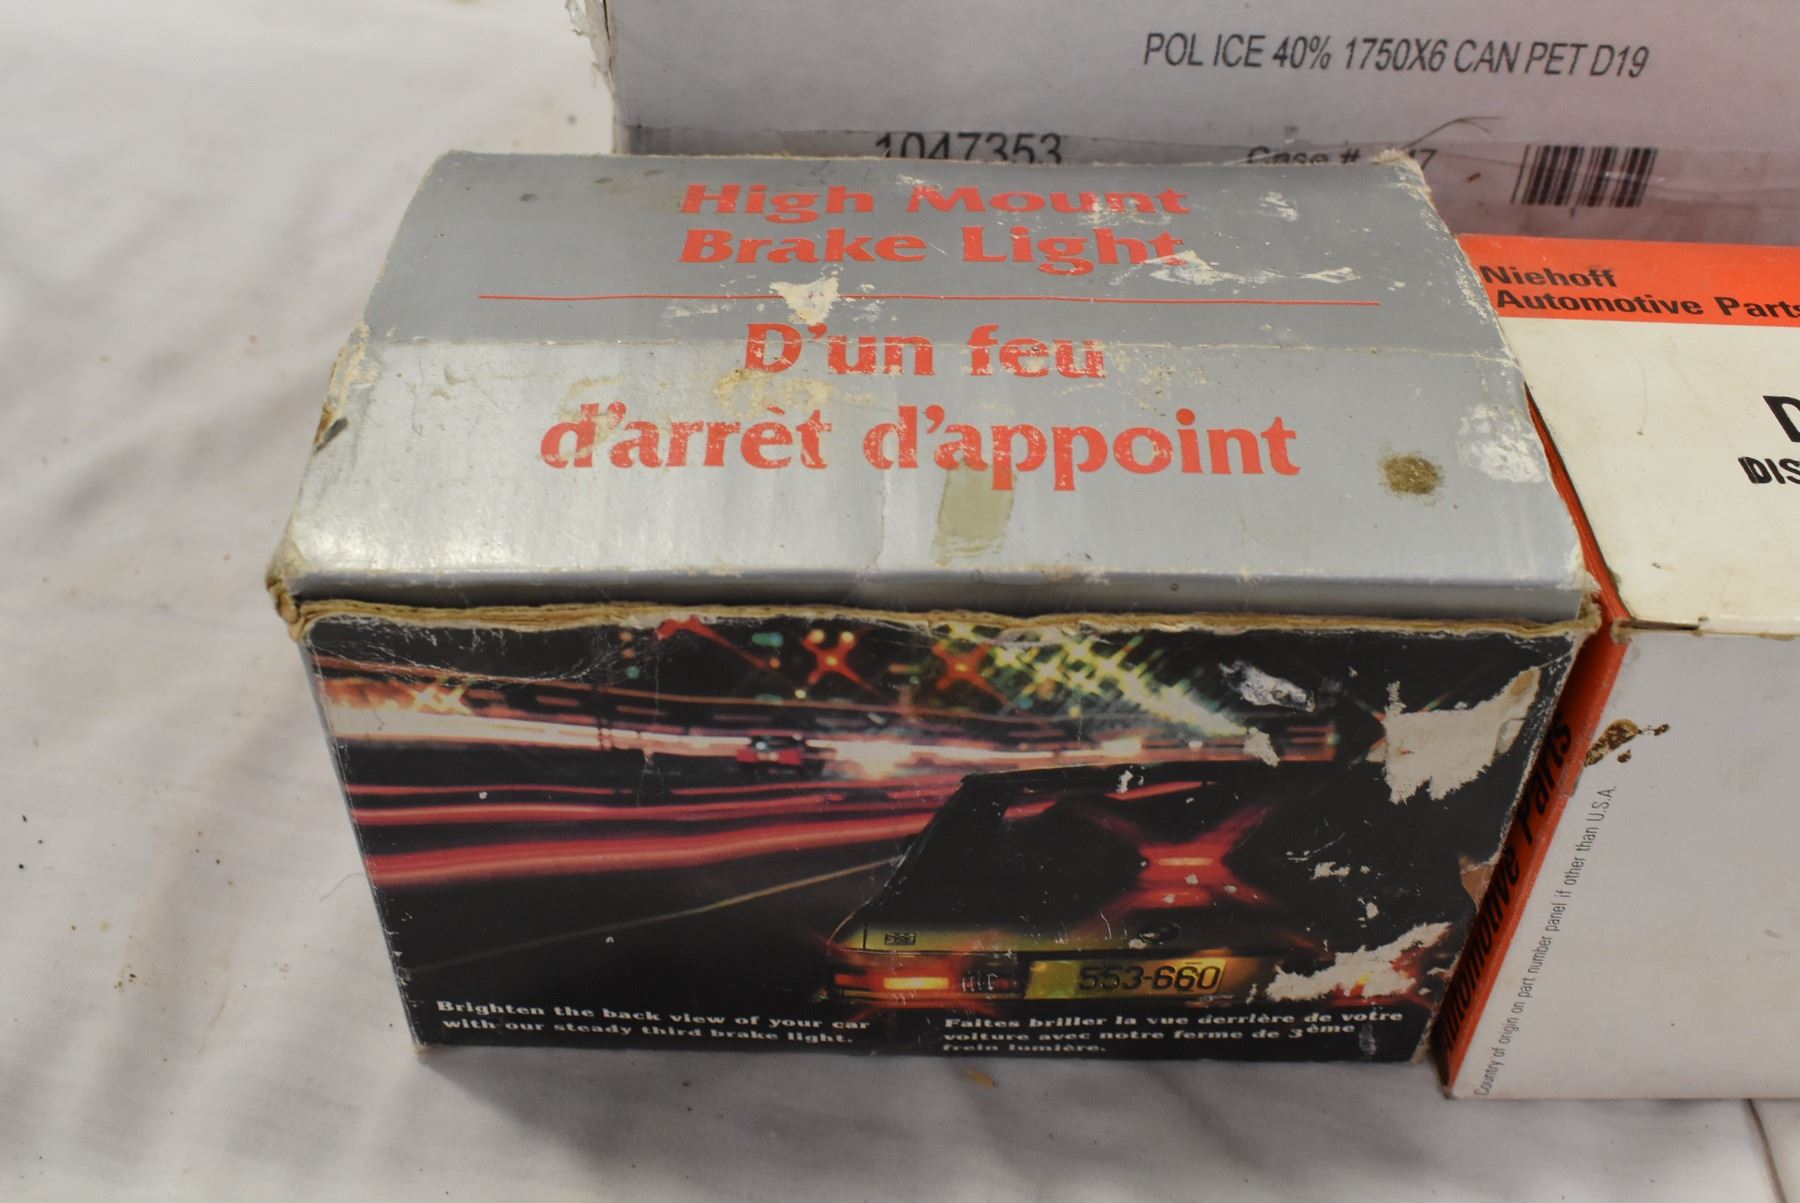 POL ICE 40% 1750X6 CAN PET D19
1047353
Case #
High Mount
Brake Light
D'un feu
d'arrèt d'appoint
Niehoff
Automotive Parts
DIS
553-660
Brighten the back view of your car
with our steady third brake light.
Faites briller la vue derrière de votre
voiture avec notre ferme de 3ème
frein lumière.
Automotive Parts
Country of origin on part number panel if other than U.S.A.